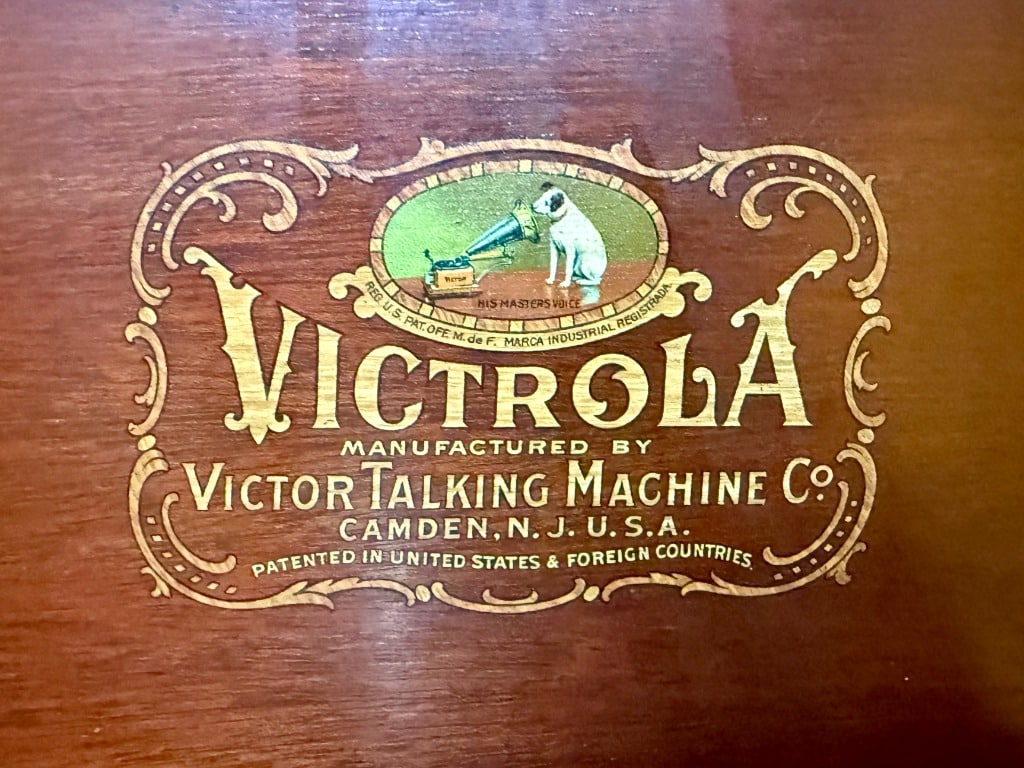 VICTOR
HIS MASTERS VOICE
REG. U.S. PAT. OFF. M. de F. MARCA INDUSTRIAL REGISTRADA
VICTROLA
MANUFACTURED BY
VICTOR TALKING MACHINE Co.
CAMDEN, N. J. U. S. A.
PATENTED IN UNITED STATES & FOREIGN COUNTRIES.